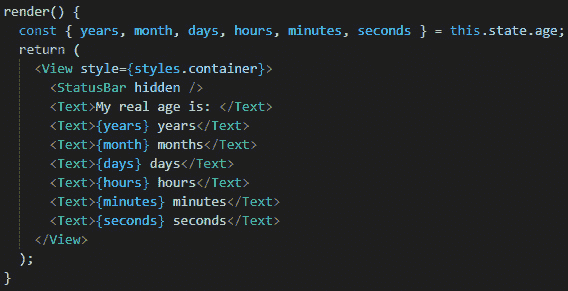 render() {
  const { years, month, days, hours, minutes, seconds } = this.state.age;
  return (
    <View style={styles.container}>
      <StatusBar hidden />
      <Text>My real age is: </Text>
      <Text>{years} years</Text>
      <Text>{month} months</Text>
      <Text>{days} days</Text>
      <Text>{hours} hours</Text>
      <Text>{minutes} minutes</Text>
      <Text>{seconds} seconds</Text>
    </View>
  );
}